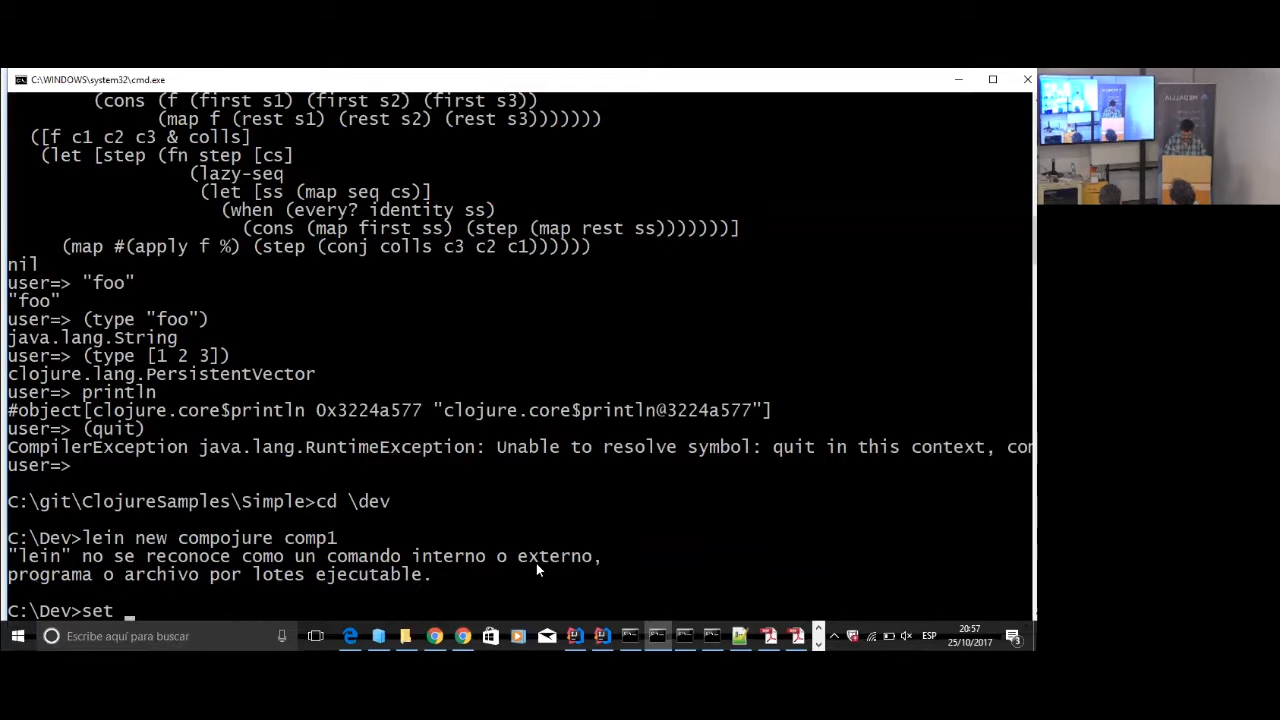 C:\WINDOWS\system32\cmd.exe
(cons (f (first s1) (first s2) (first s3))
(map f (rest s1) (rest s2) (rest s3)))))))
([f c1 c2 c3 & colls]
(let [step (fn step [cs]
(lazy-seq
(let [ss (map seq cs)]
(when (every? identity ss)
(cons (map first ss) (step (map rest ss)))))))]
(map #(apply f %) (step (conj colls c3 c2 c1))))))
nil
user=> "foo"
"foo"
user=> (type "foo")
java.lang.String
user=> (type [1 2 3])
clojure.lang.PersistentVector
user=> println
#object[clojure.core$println 0x3224a577 "clojure.core$println@3224a577"]
user=> (quit)
CompilerException java.lang.RuntimeException: Unable to resolve symbol: quit in this context, con
user=>
C:\git\ClojureSamples\Simple>cd \dev
C:\Dev>lein new compojure comp1
"lein" no se reconoce como un comando interno o externo,
programa o archivo por lotes ejecutable.
C:\Dev>set
Escribe aquí para buscar
ESP
20:57
25/10/2017
3
MEDALLIA